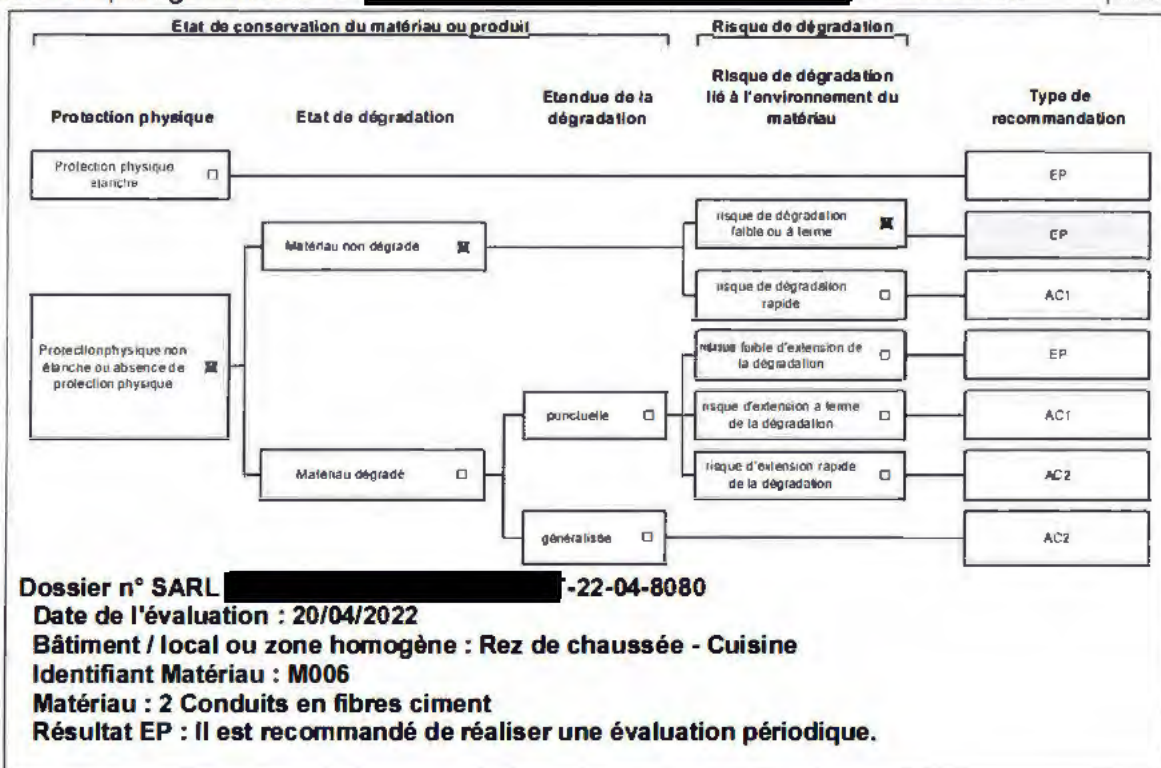 Etat de conservation du matériau ou produit
Risque de dégradation
Protection physique
Etat de dégradation
Etendue de la
dégradation
Risque de dégradation
lié à l'environnement du
matériau
Type de
recommandation
Protection physique
étanche
EP
Matériau non dégradé
risque de dégradation
faible ou à terme
EP
risque de dégradation
rapide
AC1
Protection physique non
étanche ou absence de
protection physique
risque faible d'extension de
la dégradation
EP
ponctuelle
risque d'extension à terme
de la dégradation
AC1
Matériau dégradé
risque d'extension rapide
de la dégradation
AC2
généralisée
AC2
Dossier n° SARL
-22-04-8080
Date de l'évaluation : 20/04/2022
Bâtiment / local ou zone homogène : Rez de chaussée - Cuisine
Identifiant Matériau : M006
Matériau : 2 Conduits en fibres ciment
Résultat EP : Il est recommandé de réaliser une évaluation périodique.